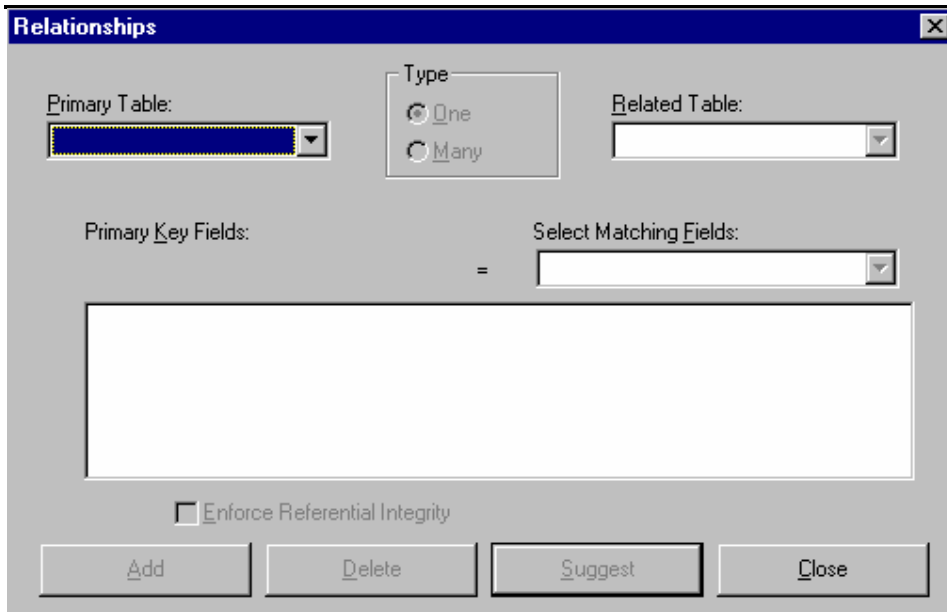 Relationships
Type
Primary Table:
One
Related Table:
Many
Primary Key Fields:
Select Matching Fields:
=
Enforce Referential Integrity
Add
Delete
Suggest
Close